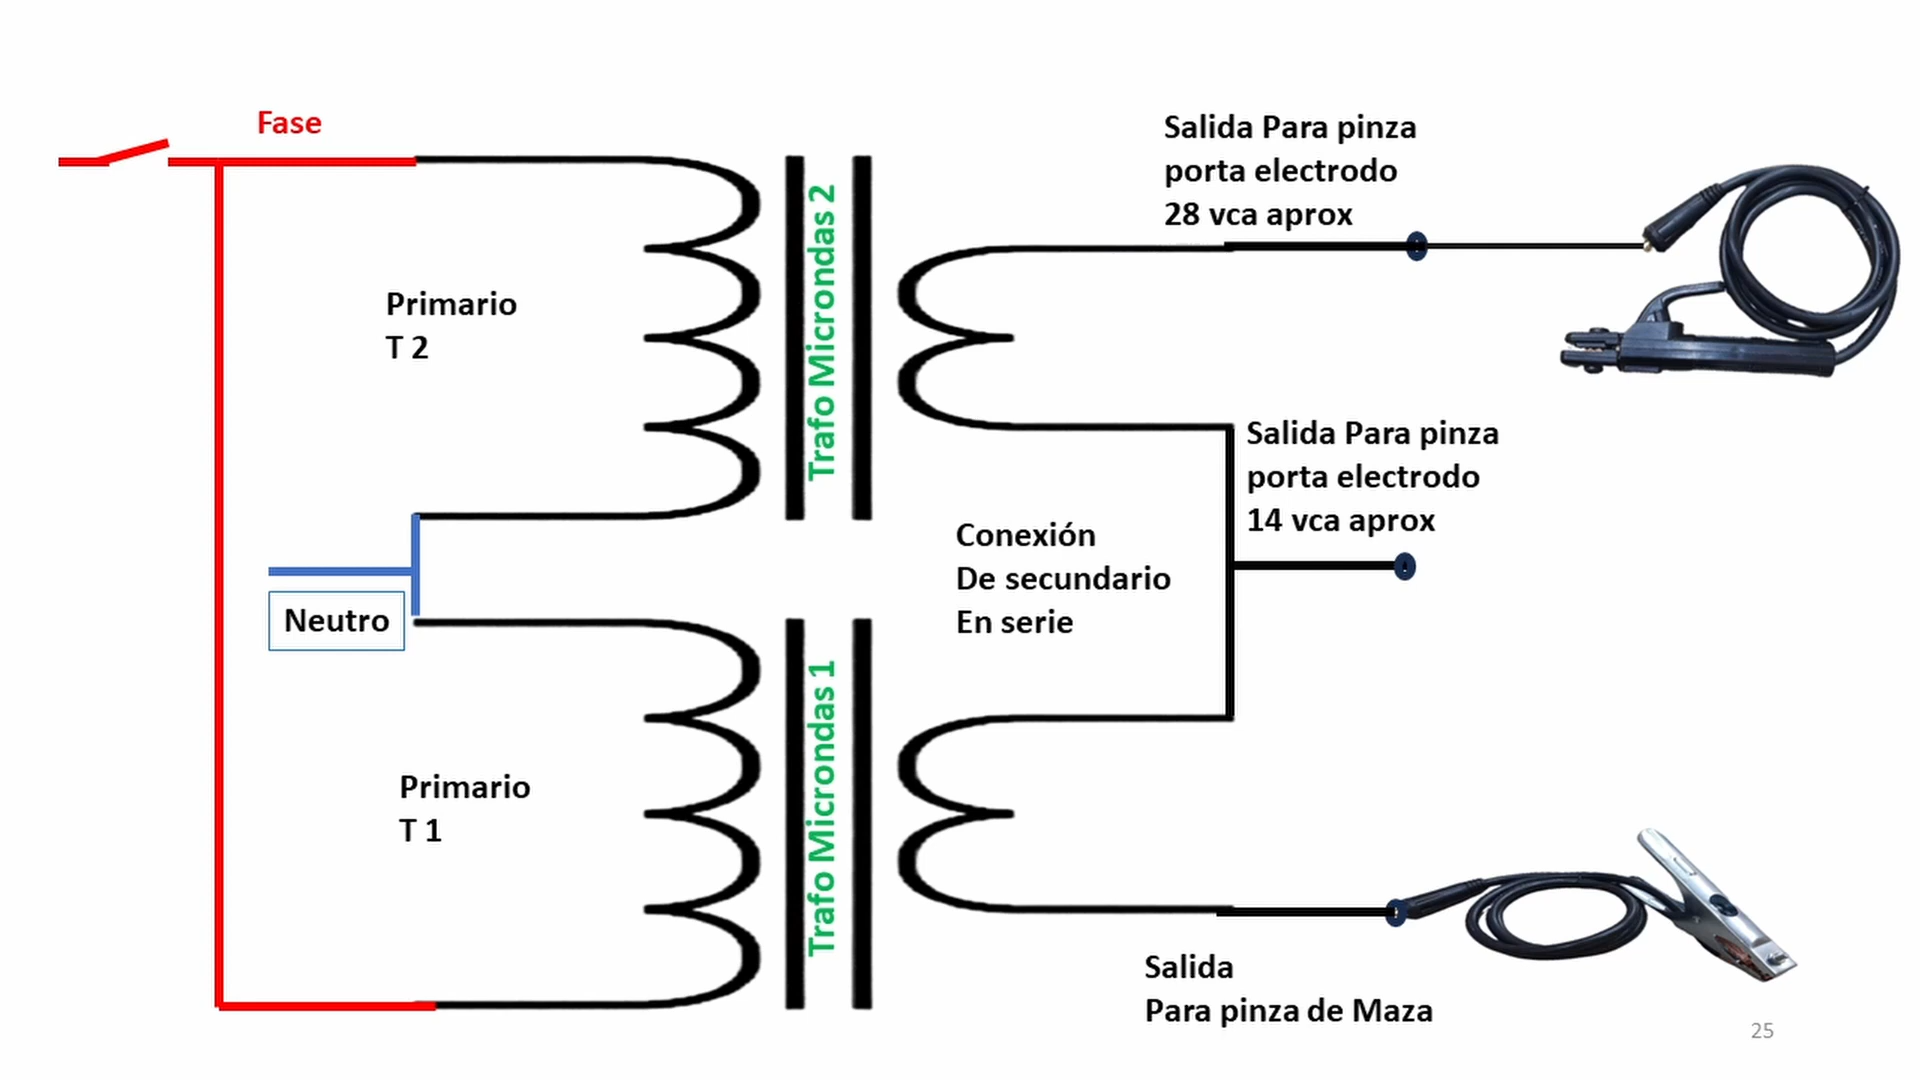 Fase
Salida Para pinza
porta electrodo
28 vca aprox
Primario
T 2
Trafo Microndas 2
Salida Para pinza
porta electrodo
14 vca aprox
Conexión
De secundario
En serie
Neutro
Primario
T 1
Trafo Microndas 1
Salida
Para pinza de Maza
25